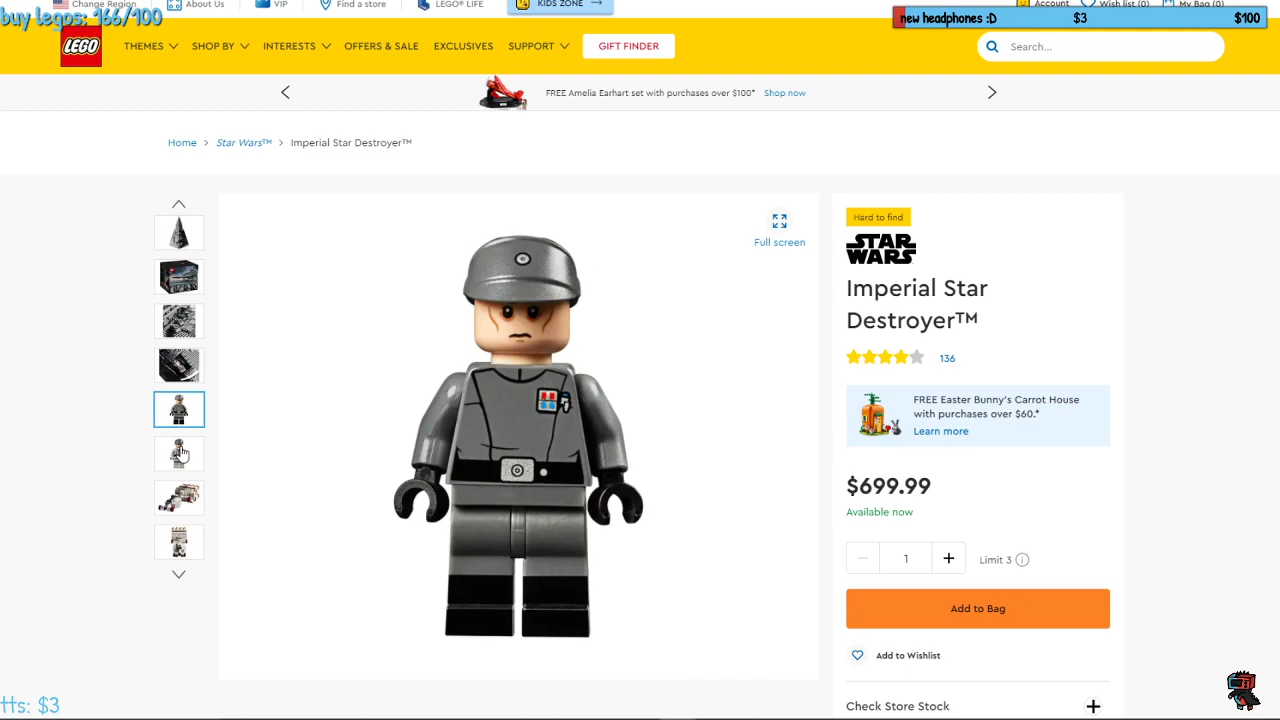 Change Region
About Us
VIP
Find a store
LEGO® LIFE
KIDS ZONE →
Account
Wish list (0)
My Bag (0)
buy legos: 166/100
new headphones :D $3 $100
LEGO
THEMES
SHOP BY
INTERESTS
OFFERS & SALE
EXCLUSIVES
SUPPORT
GIFT FINDER
Search...
FREE Amelia Earhart set with purchases over $100* Shop now
Home > Star Wars™ > Imperial Star Destroyer™
Full screen
Hard to find
STAR
WARS
Imperial Star
Destroyer™
136
FREE Easter Bunny's Carrot House
with purchases over $60.*
Learn more
$699.99
Available now
1
Limit 3
Add to Bag
Add to Wishlist
Check Store Stock
tts: $3